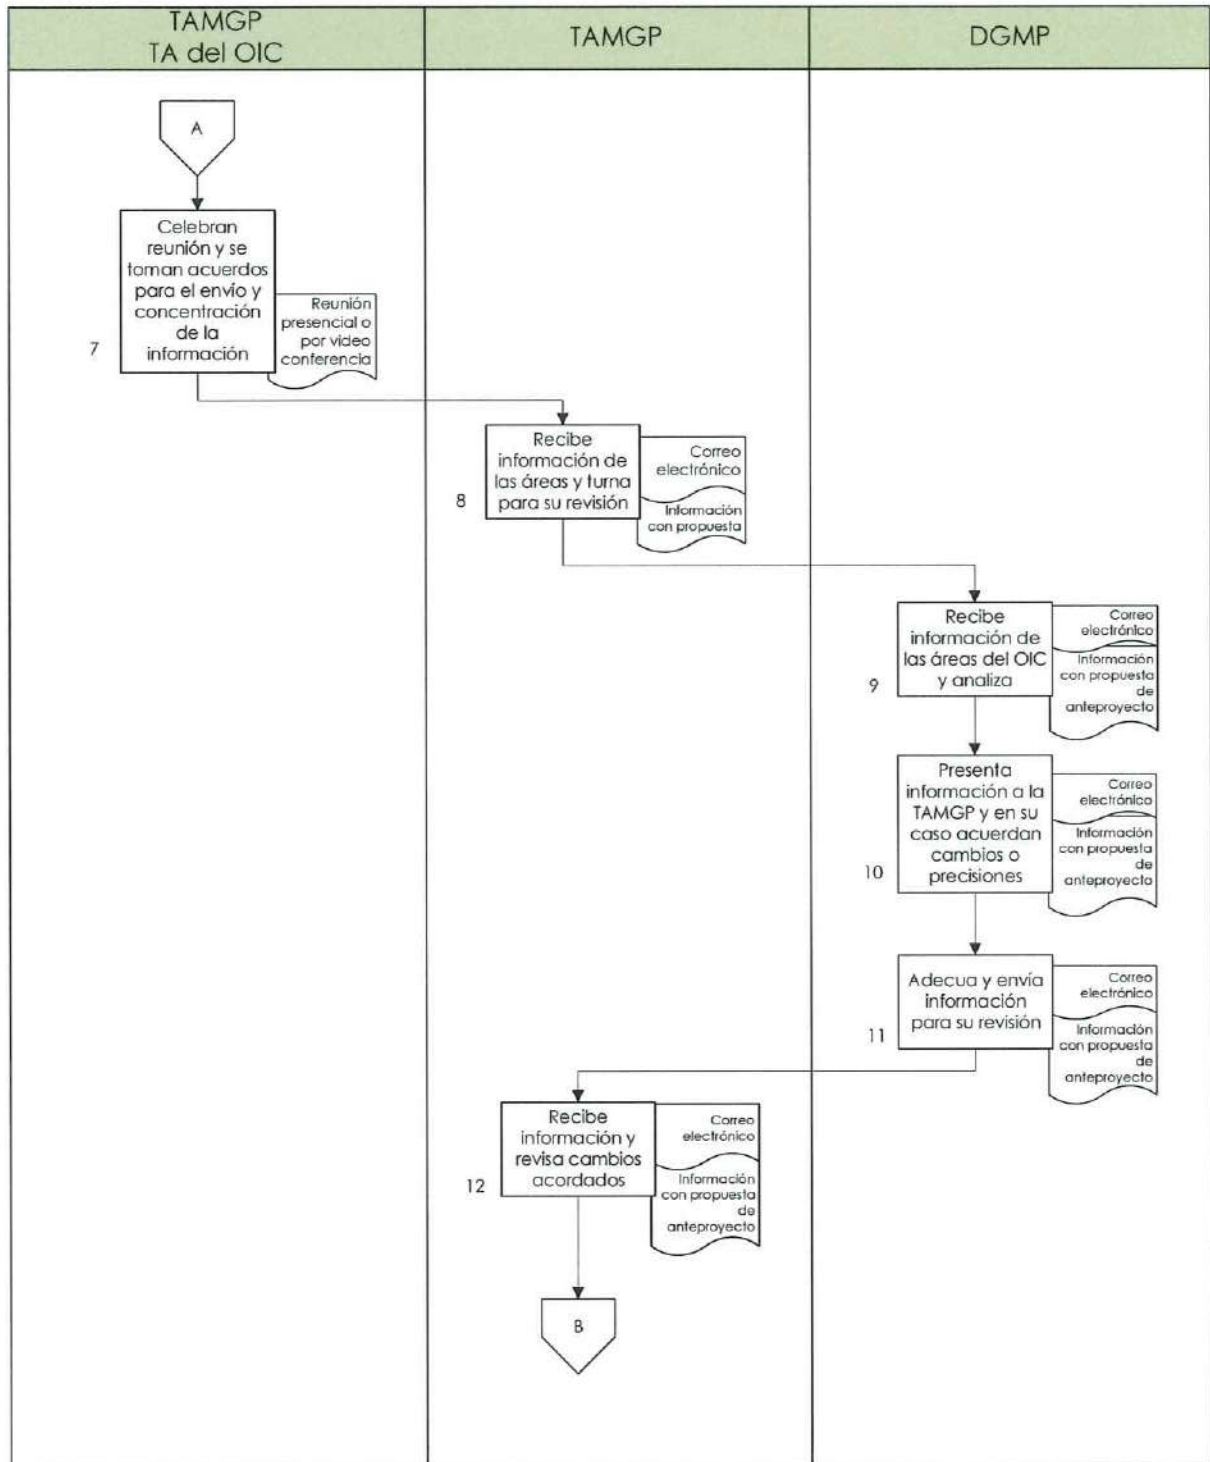 TAMGP
TA del OIC
TAMGP
DGMP
A
Celebran
reunión y se
toman acuerdos
para el envío y
concentración
de la
información
7
Reunión
presencial o
por video
conferencia
Recibe
información de
las áreas y turna
para su revisión
8
Correo
electrónico
Información
con propuesta
Recibe
información de
las áreas del OIC
y analiza
9
Correo
electrónico
Información
con propuesta
de
anteproyecto
Presenta
información a la
TAMGP y en su
caso acuerdan
cambios o
precisiones
10
Correo
electrónico
Información
con propuesta
de
anteproyecto
Adecua y envía
información
para su revisión
11
Correo
electrónico
Información
con propuesta
de
anteproyecto
Recibe
información y
revisa cambios
acordados
12
Correo
electrónico
Información
con propuesta
de
anteproyecto
B